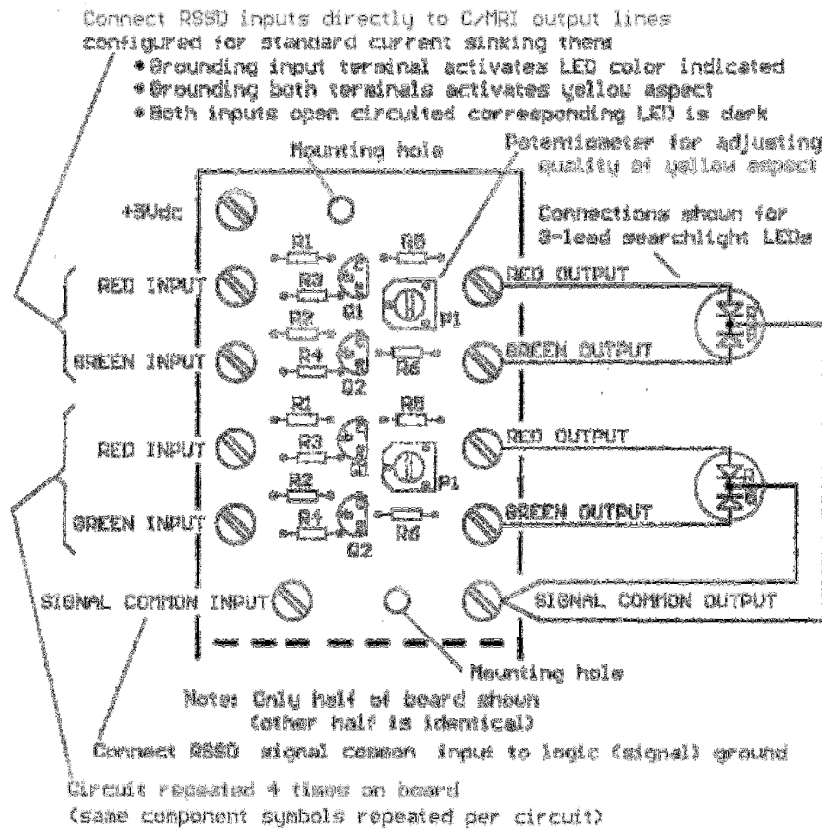 Connect RSSD inputs directly to C/MRI output lines
configured for standard current sinking them
•Grounding input terminal activates LED color indicated
•Grounding both terminals activates yellow aspect
•Both inputs open circuited corresponding LED is dark
Mounting hole
Potentiometer for adjusting
quality of yellow aspect
+5Vdc
Connections shown for
3-lead searchlight LEDs
R1
R5
RED INPUT
R3
Q1
P1
RED OUTPUT
R2
GREEN INPUT
R4
Q2
R6
GREEN OUTPUT
R1
R5
RED INPUT
R3
Q1
P1
RED OUTPUT
R2
GREEN INPUT
R4
Q2
R6
GREEN OUTPUT
SIGNAL COMMON INPUT
SIGNAL COMMON OUTPUT
Mounting hole
Note: Only half of board shown
(other half is identical)
Connect RSSD signal common input to logic (signal) ground
Circuit repeated 4 times on board
(same component symbols repeated per circuit)